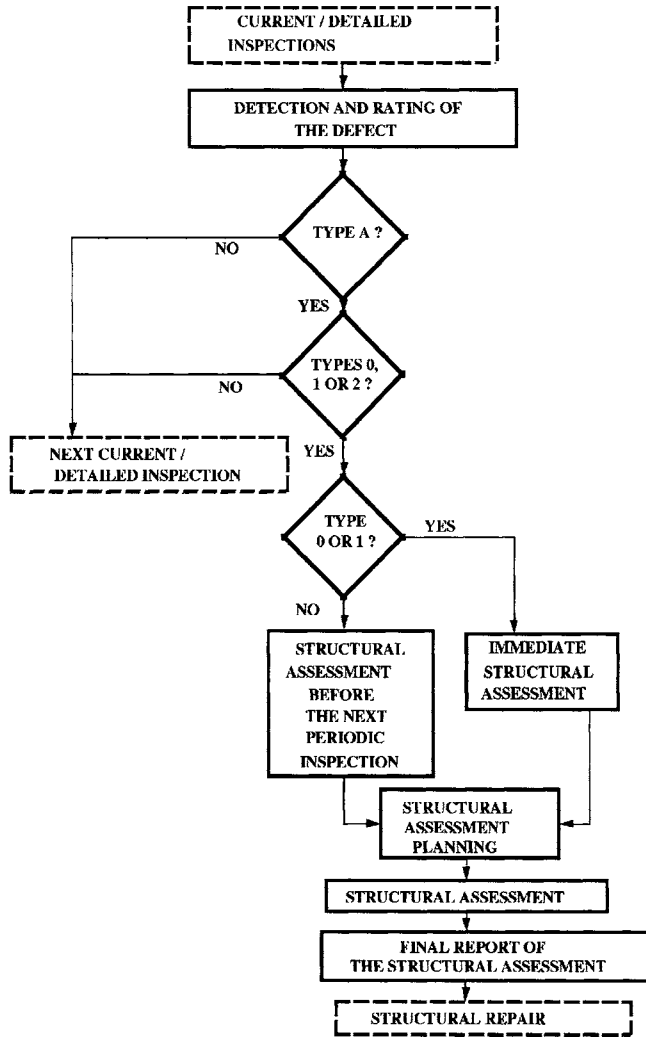 CURRENT / DETAILED
INSPECTIONS
DETECTION AND RATING OF
THE DEFECT
TYPE A ?
NO
YES
TYPES 0,
1 OR 2 ?
NO
YES
NEXT CURRENT /
DETAILED INSPECTION
TYPE
0 OR 1 ?
YES
NO
STRUCTURAL
ASSESSMENT
BEFORE
THE NEXT
PERIODIC
INSPECTION
IMMEDIATE
STRUCTURAL
ASSESSMENT
STRUCTURAL
ASSESSMENT
PLANNING
STRUCTURAL ASSESSMENT
FINAL REPORT OF
THE STRUCTURAL ASSESSMENT
STRUCTURAL REPAIR